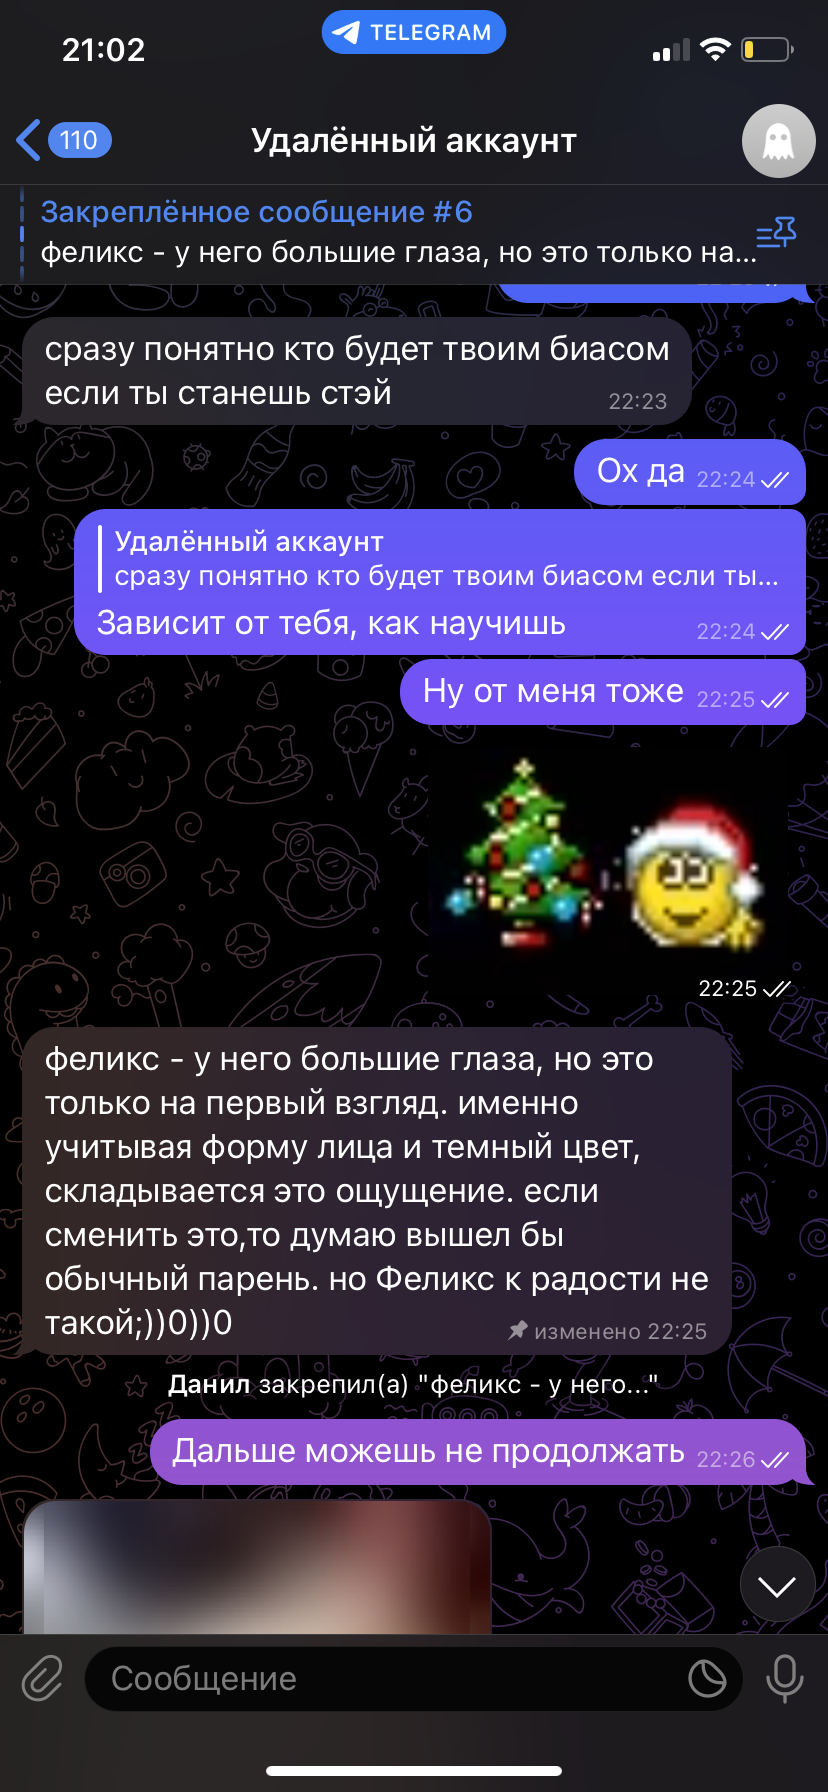 21:02
TELEGRAM
110
Удалённый аккаунт
Закреплённое сообщение #6
феликс - у него большие глаза, но это только на...
сразу понятно кто будет твоим биасом
если ты станешь стэй
22:23
Ох да 22:24
Удалённый аккаунт
сразу понятно кто будет твоим биасом если ты...
Зависит от тебя, как научишь
22:24
Ну от меня тоже 22:25
22:25
феликс - у него большие глаза, но это
только на первый взгляд. именно
учитывая форму лица и темный цвет,
складывается это ощущение. если
сменить это,то думаю вышел бы
обычный парень. но Феликс к радости не
такой;))0))0
изменено 22:25
Данил закрепил(а) "феликс - у него..."
Дальше можешь не продолжать 22:26
Сообщение